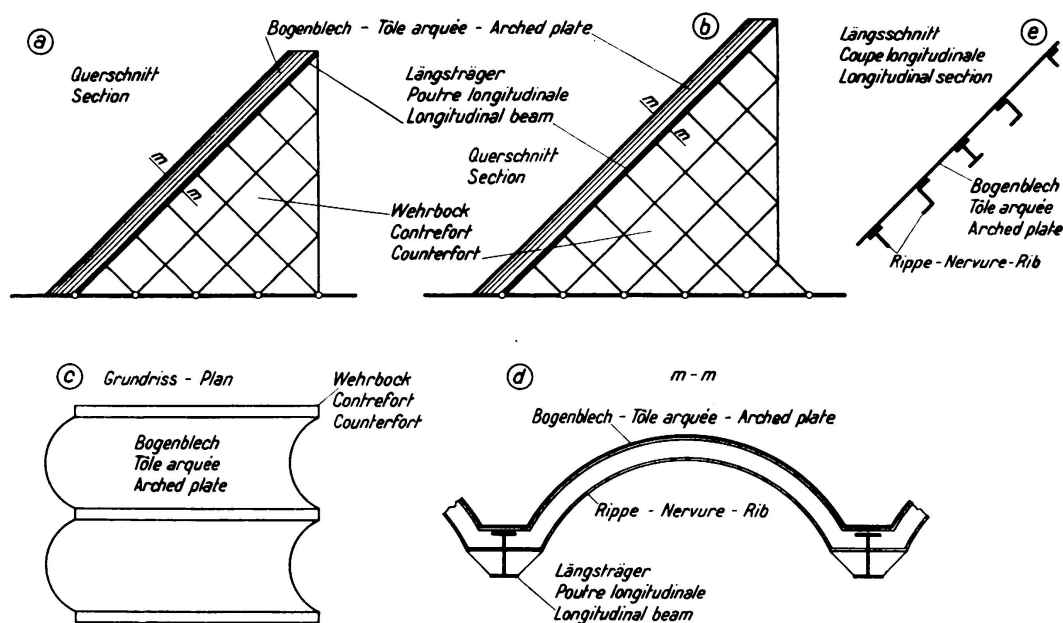 a
Querschnitt
Section
Bogenblech - Tôle arquée - Arched plate
m
m
b
Längsträger
Poutre longitudinale
Longitudinal beam
m
m
Querschnitt
Section
Wehrbock
Contrefort
Counterfort
Längsschnitt
Coupe longitudinale
Longitudinal section
e
Bogenblech
Tôle arquée
Arched plate
Rippe - Nervure - Rib
c
Grundriss - Plan
Wehrbock
Contrefort
Counterfort
Bogenblech
Tôle arquée
Arched plate
d
m - m
Bogenblech - Tôle arquée - Arched plate
Rippe - Nervure - Rib
Längsträger
Poutre longitudinale
Longitudinal beam